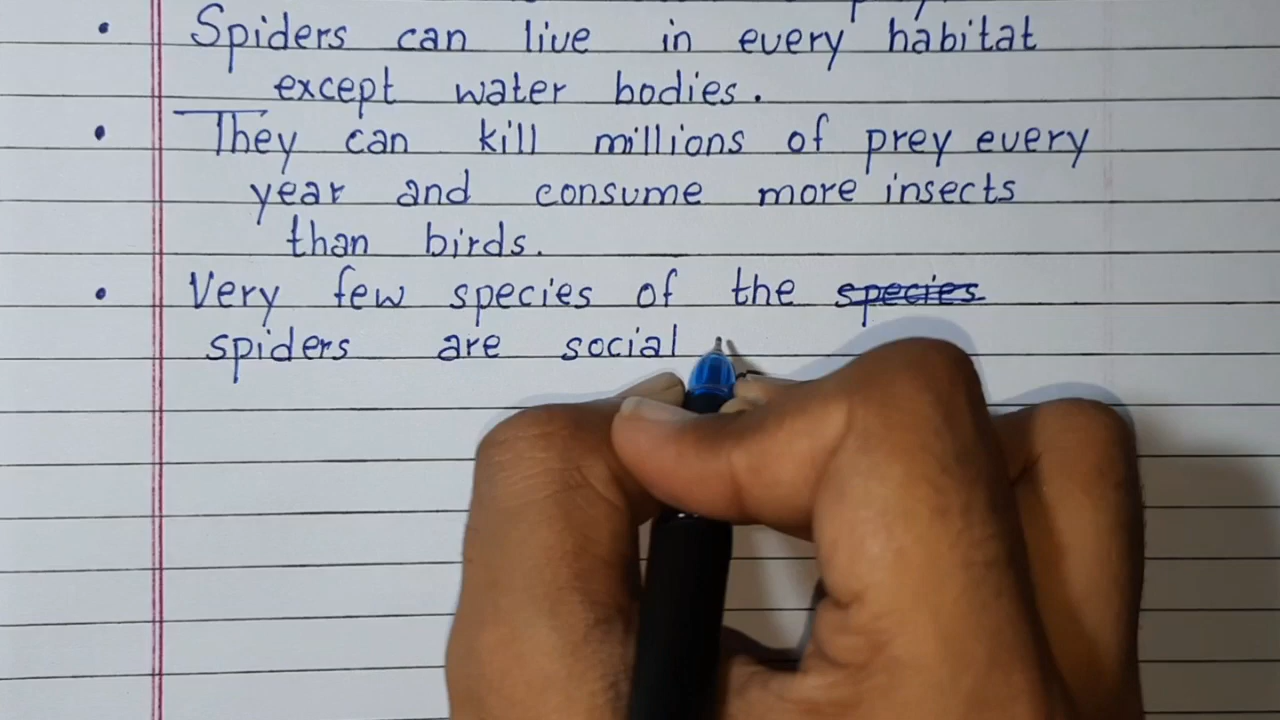 • Spiders can live in every habitat
except water bodies.
• They can kill millions of prey every
year and consume more insects
than birds.
• Very few species of the ~~species~~
spiders are social